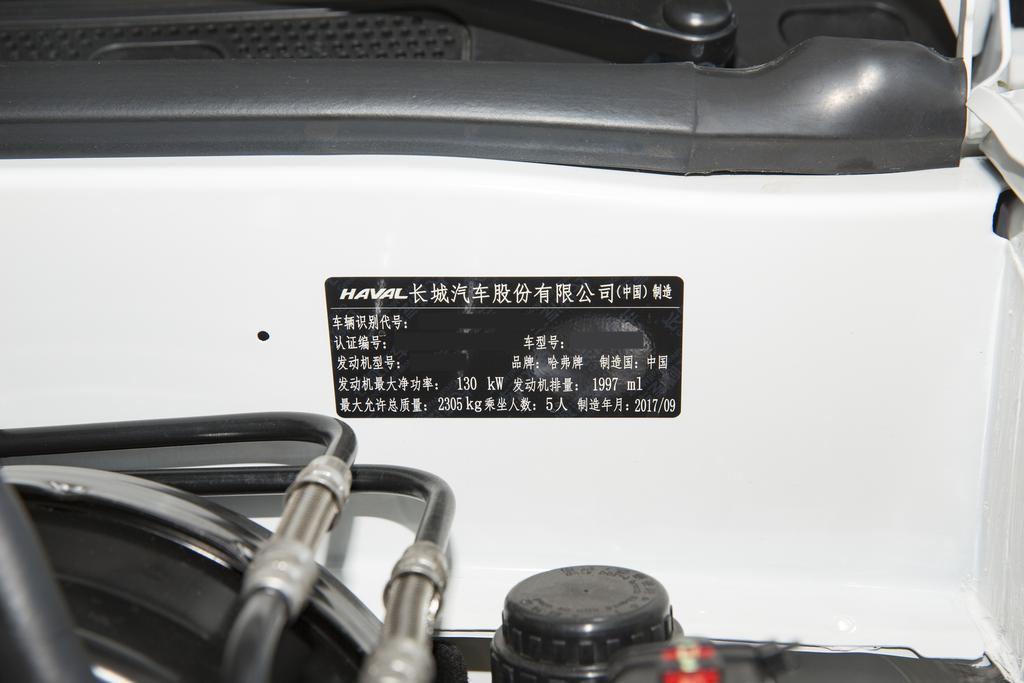 HAVAL长城汽车股份有限公司(中国)制造
车辆识别代号:
认证编号: 车型号:
发动机型号: 品牌: 哈弗牌 制造国: 中国
发动机最大净功率: 130 kW 发动机排量: 1997 ml
最大允许总质量: 2305kg 乘坐人数: 5人 制造年月: 2017/09